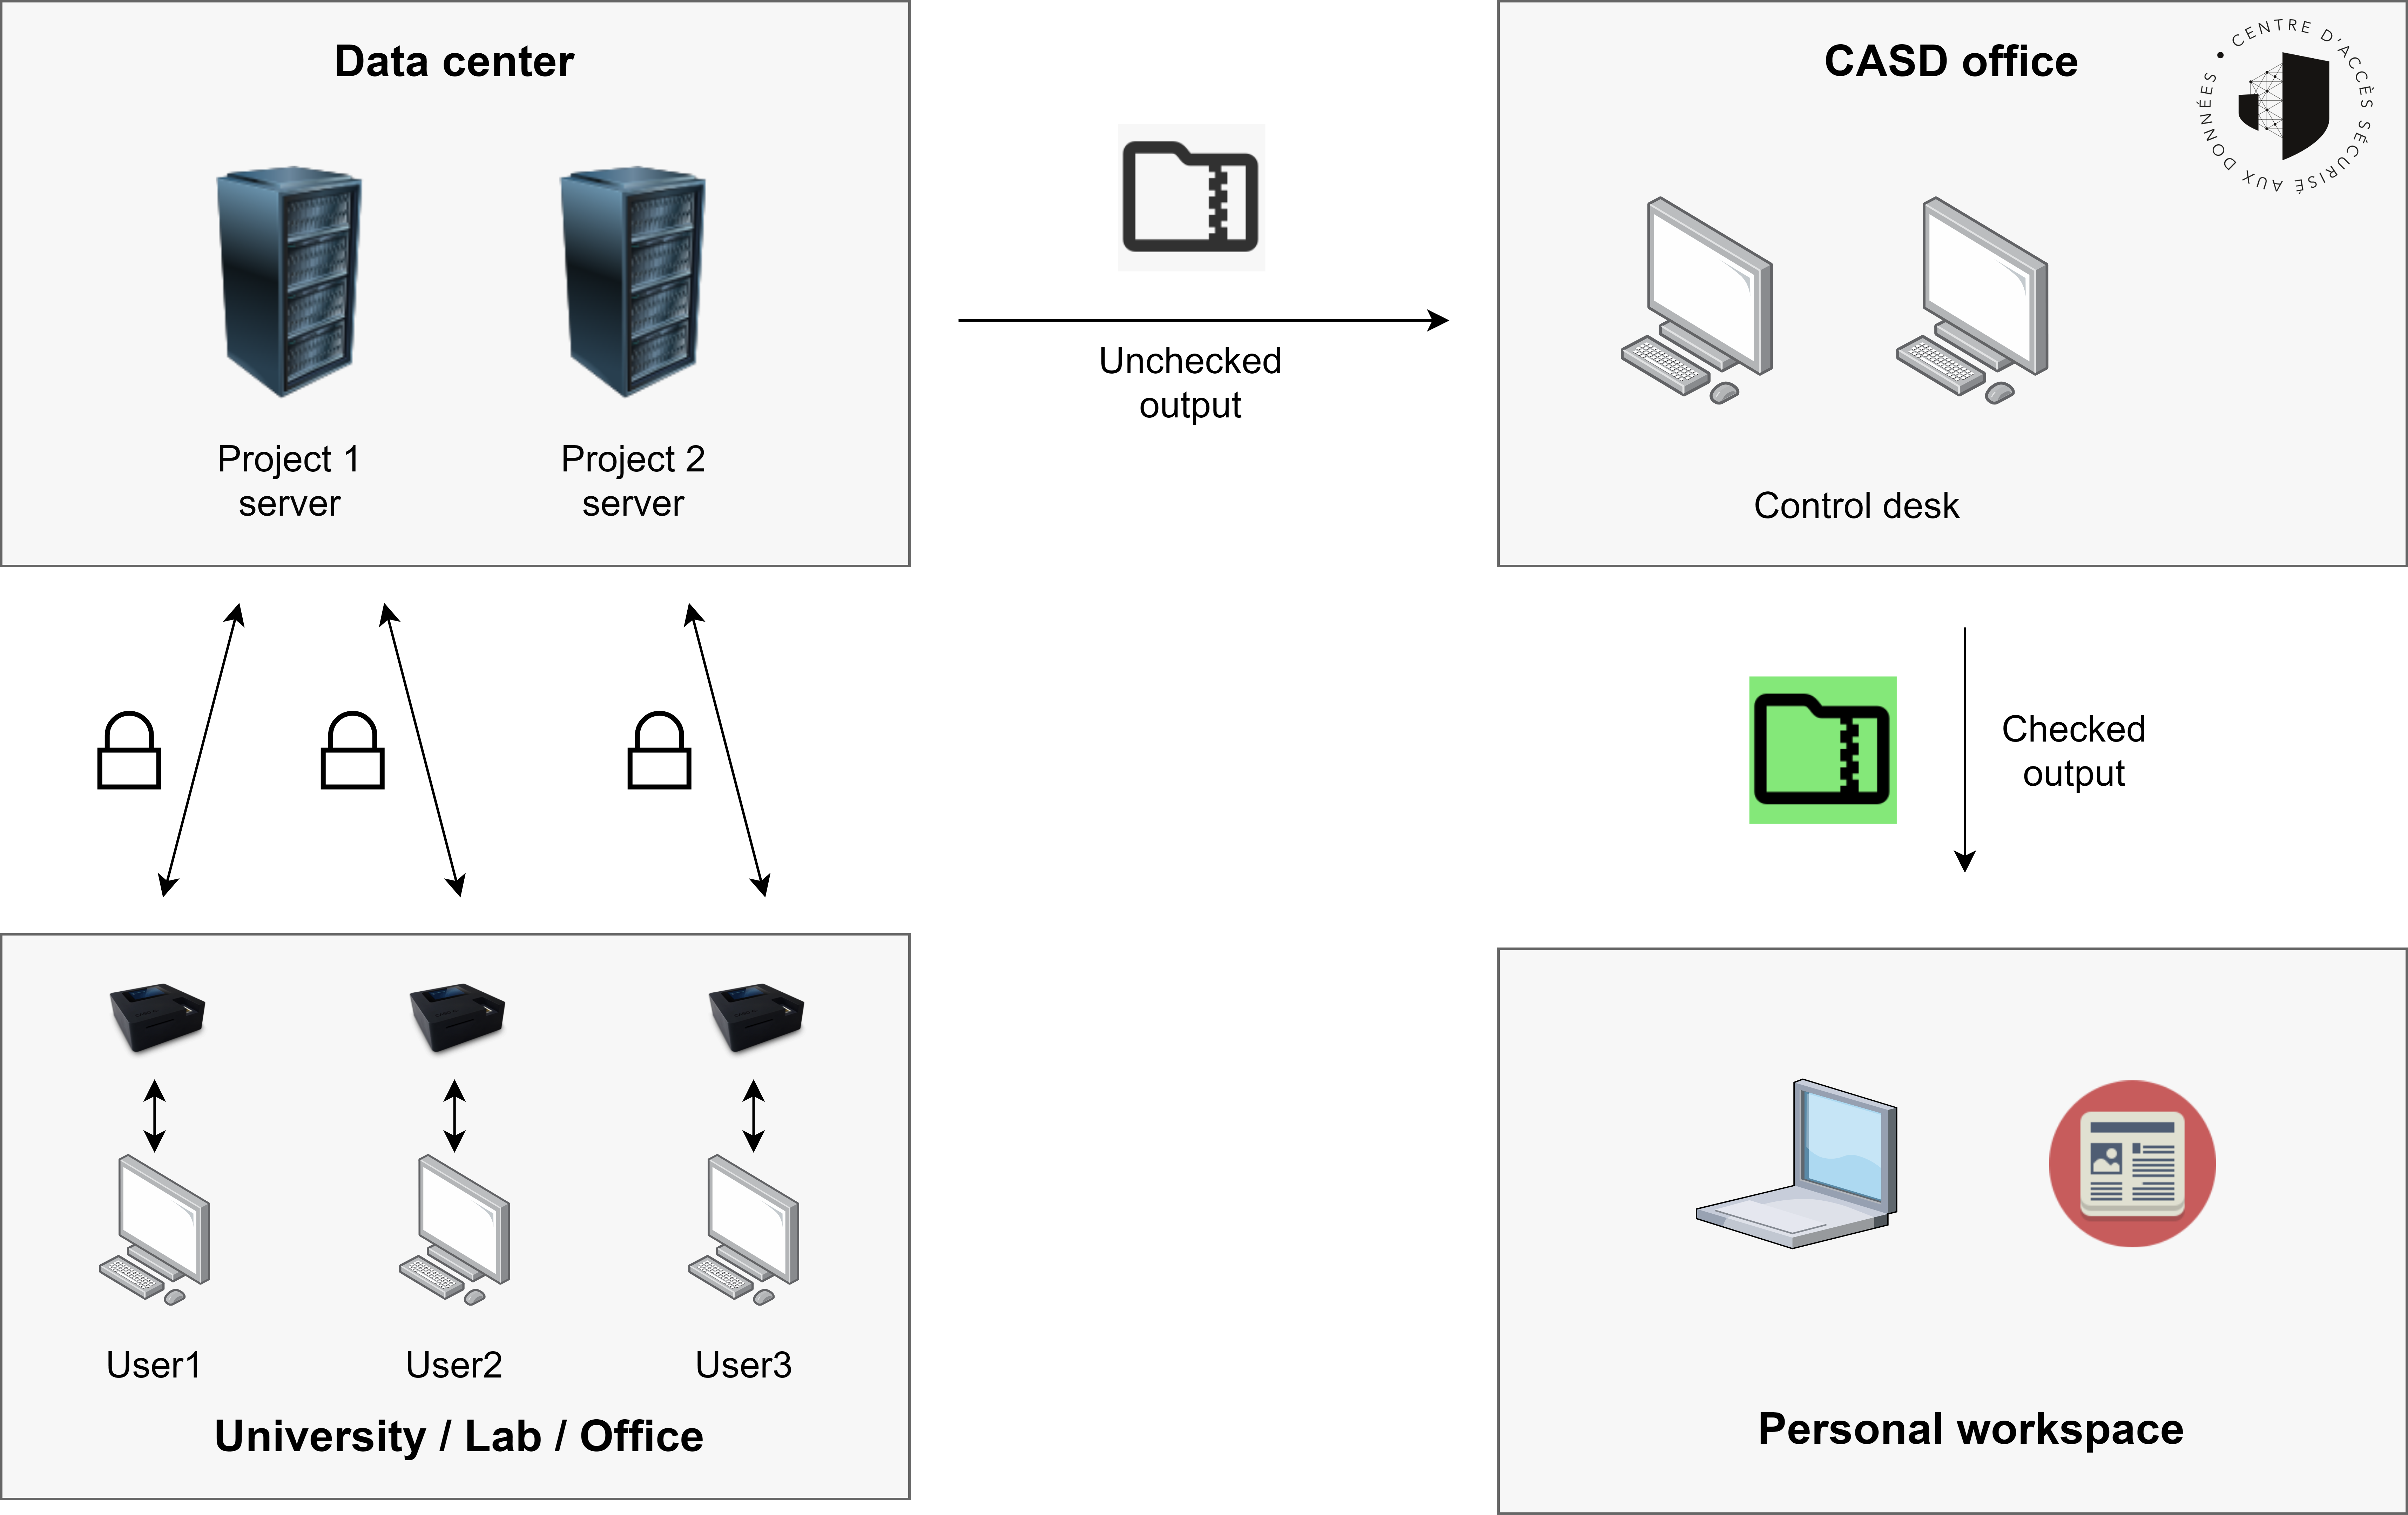 Data center
Project 1
server
Project 2
server
Unchecked
output
CASD office
• CENTRE D'ACCÈS SÉCURISÉ AUX DONNÉES
Control desk
Checked
output
User1
User2
User3
University / Lab / Office
Personal workspace